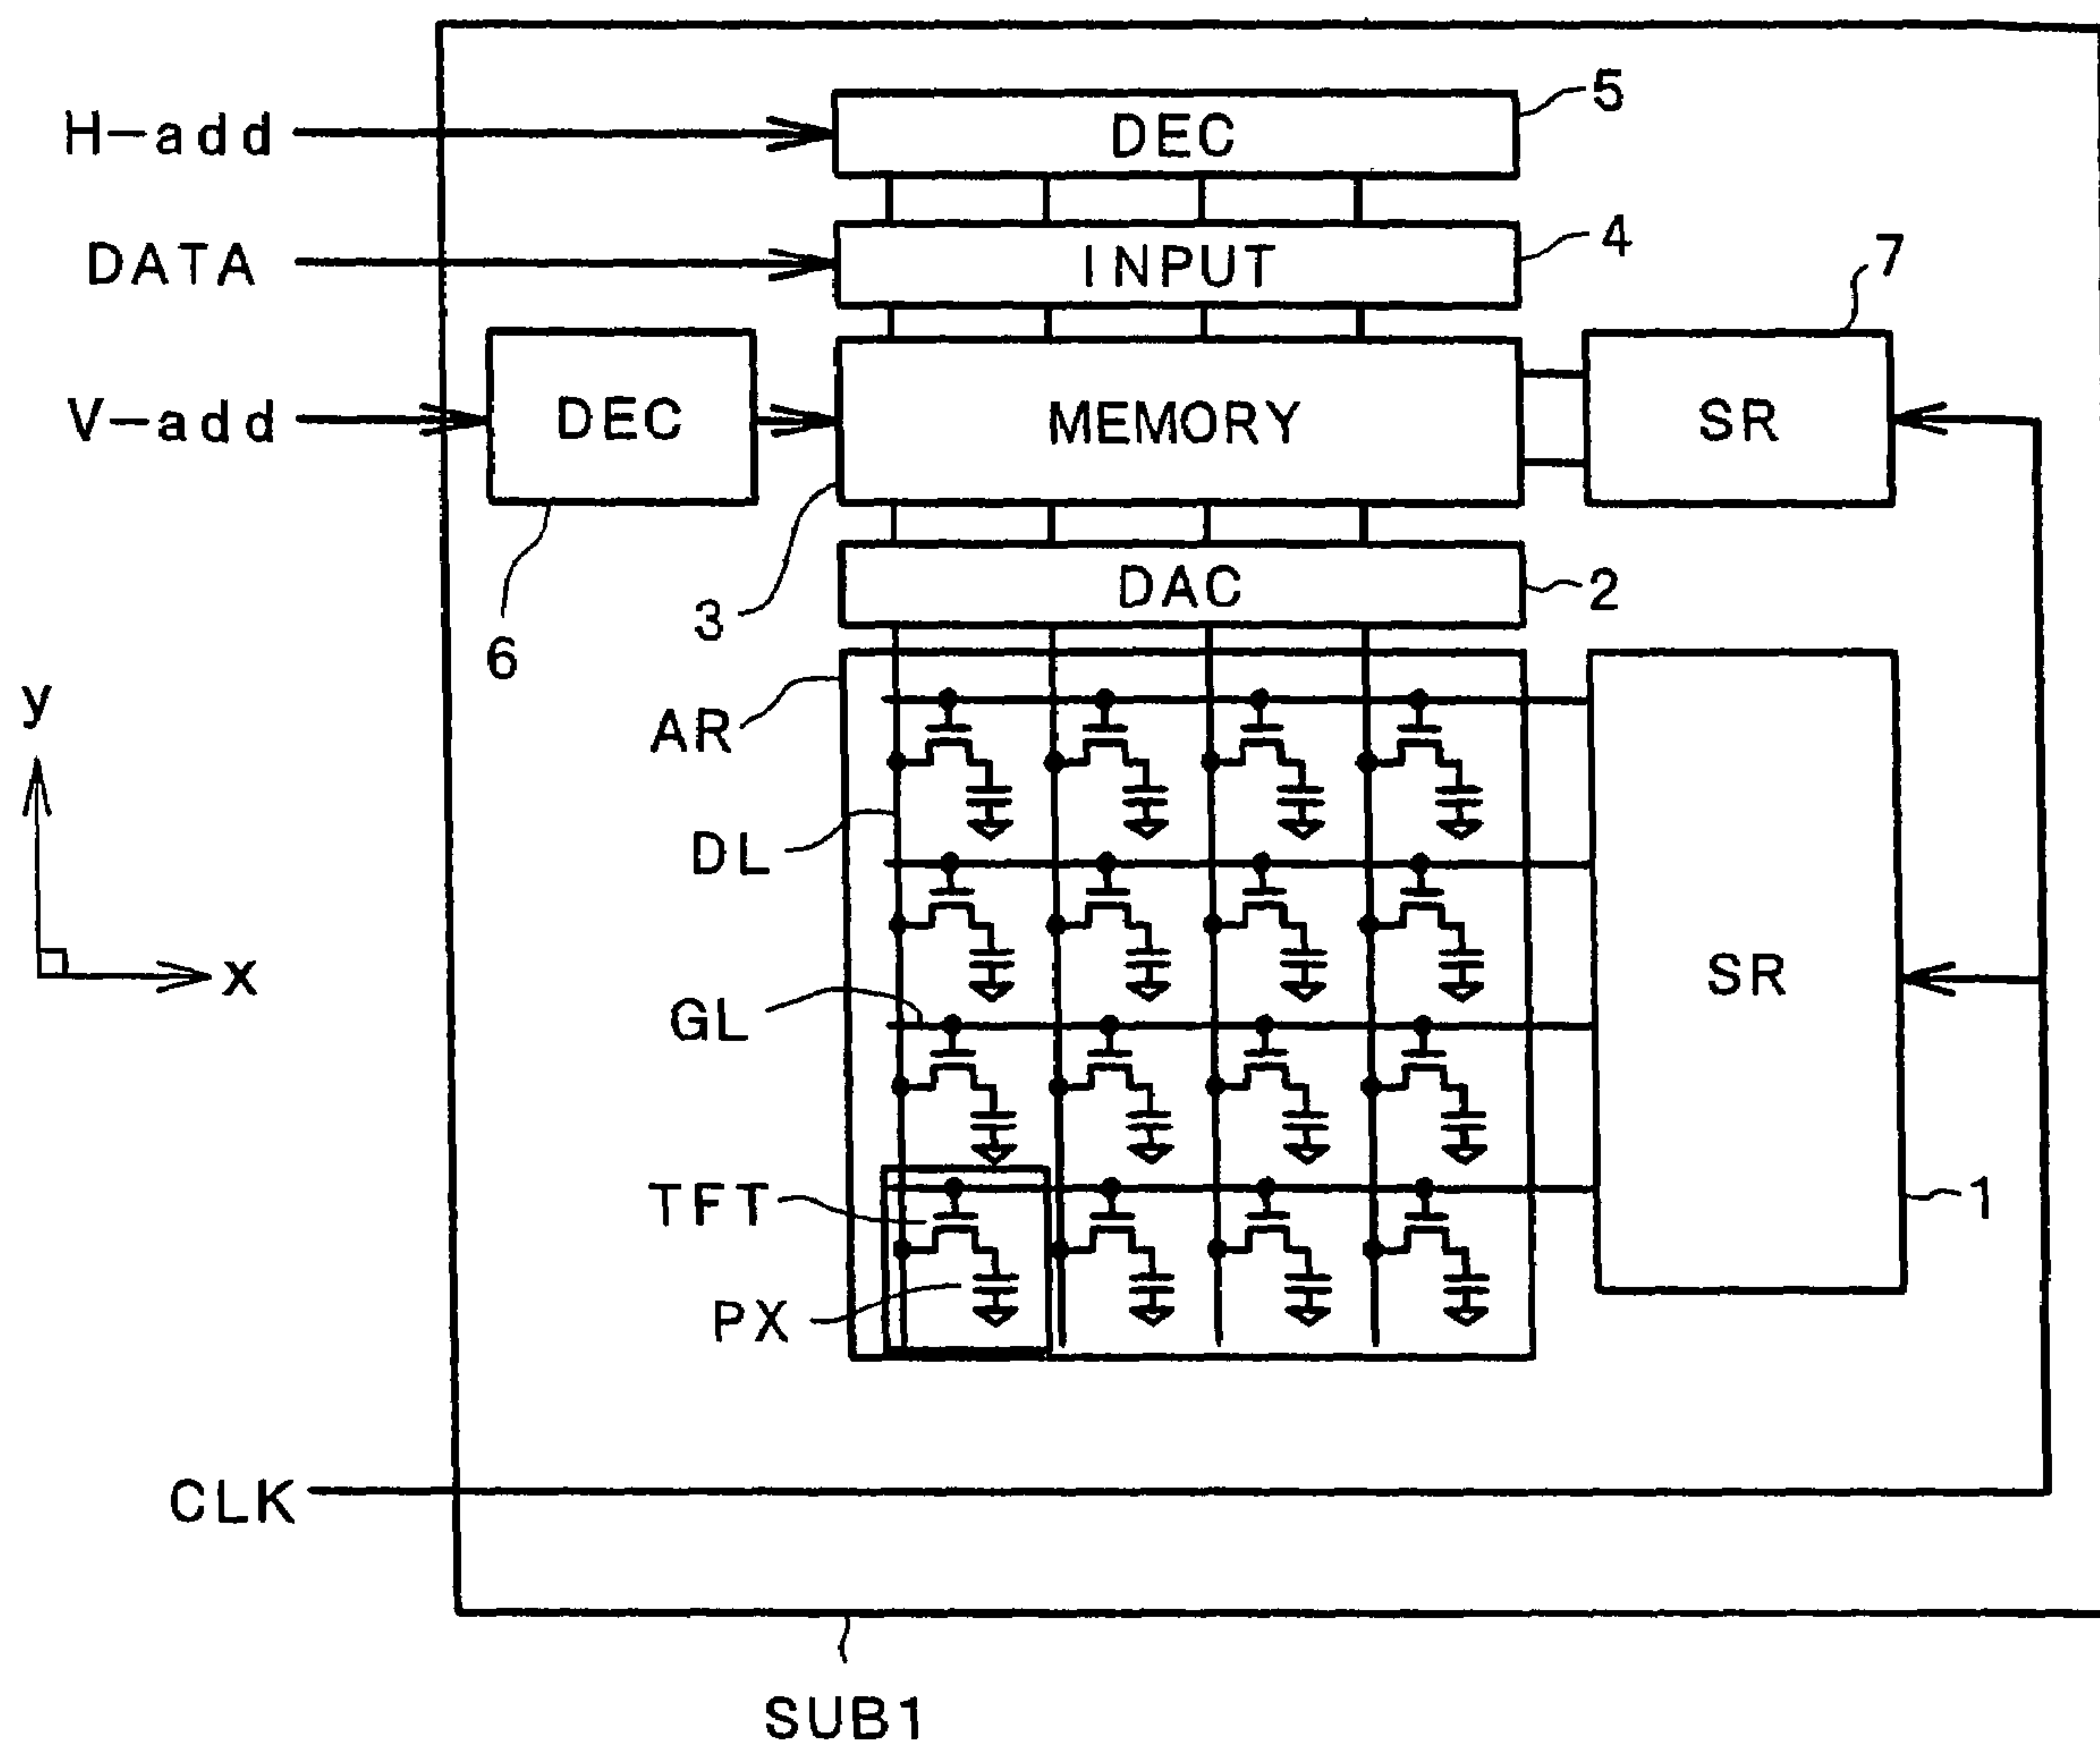 5
H-add
DEC
4
DATA
INPUT
7
V-add
DEC
MEMORY
SR
DAC
2
3
6
y
AR
DL
x
SR
GL
TFT
1
PX
CLK
SUB1